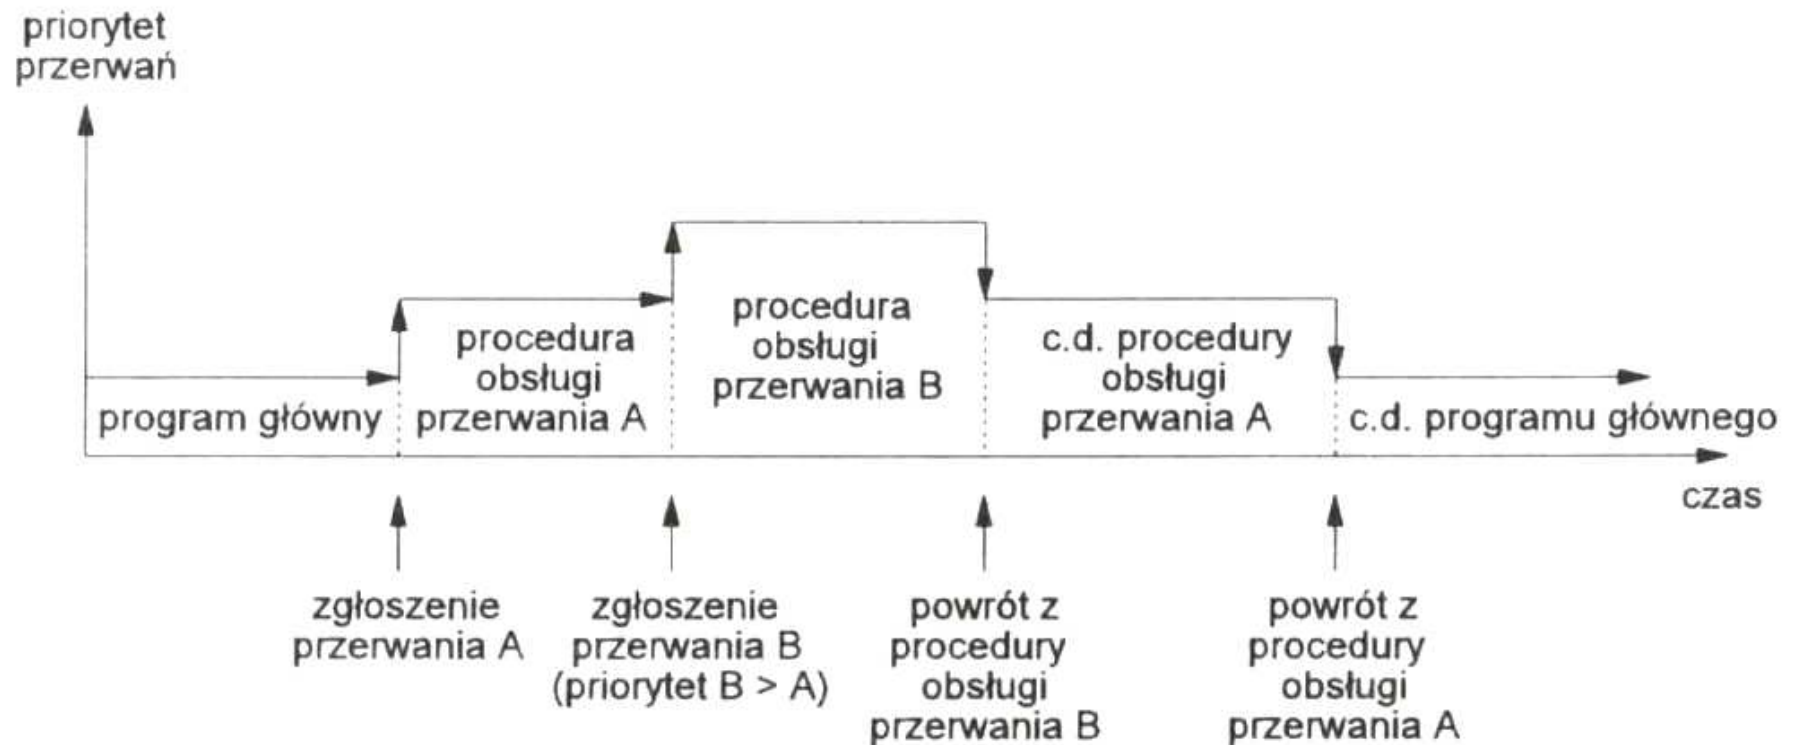 priorytet
przerwań
procedura
obsługi
przerwania B
procedura
obsługi
przerwania A
c.d. procedury
obsługi
przerwania A
program główny
c.d. programu głównego
czas
zgłoszenie
przerwania A
zgłoszenie
przerwania B
(priorytet B > A)
powrót z
procedury
obsługi
przerwania B
powrót z
procedury
obsługi
przerwania A